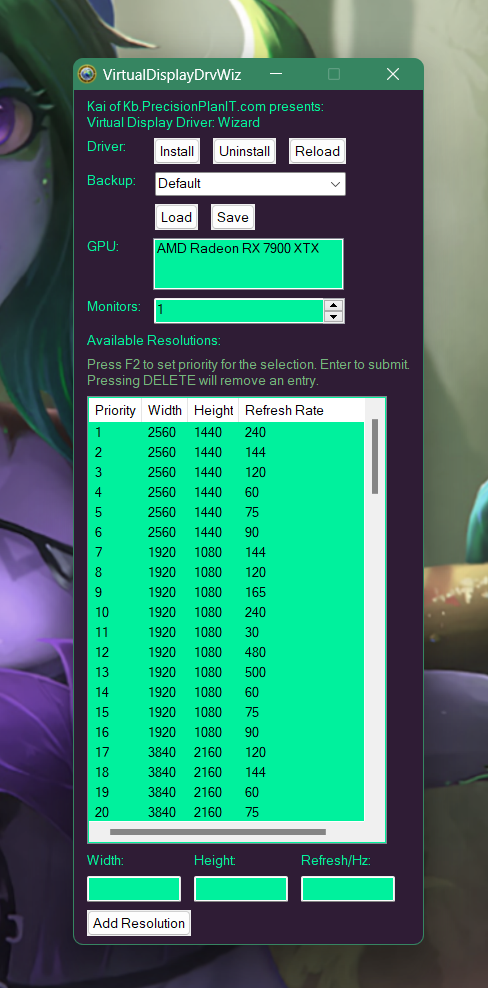 VirtualDisplayDrvWiz
Kai of Kb.PrecisionPlanIT.com presents:
Virtual Display Driver: Wizard
Driver: Install Uninstall Reload
Backup: Default
Load Save
GPU: AMD Radeon RX 7900 XTX
Monitors: 1
Available Resolutions:
Press F2 to set priority for the selection. Enter to submit.
Pressing DELETE will remove an entry.
Priority Width Height Refresh Rate
1 2560 1440 240
2 2560 1440 144
3 2560 1440 120
4 2560 1440 60
5 2560 1440 75
6 2560 1440 90
7 1920 1080 144
8 1920 1080 120
9 1920 1080 165
10 1920 1080 240
11 1920 1080 30
12 1920 1080 480
13 1920 1080 500
14 1920 1080 60
15 1920 1080 75
16 1920 1080 90
17 3840 2160 120
18 3840 2160 144
19 3840 2160 60
20 3840 2160 75
Width: Height: Refresh/Hz:
Add Resolution